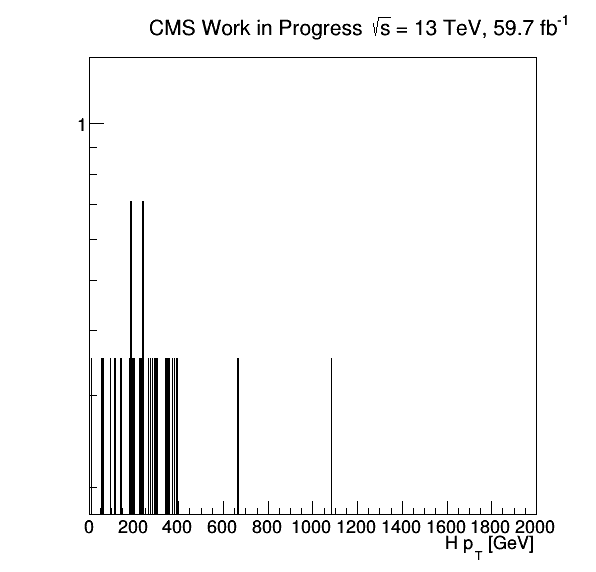 CMS Work in Progress √s = 13 TeV, 59.7 fb⁻¹
1
0 200 400 600 800 1000 1200 1400 1600 1800 2000
H p_T [GeV]